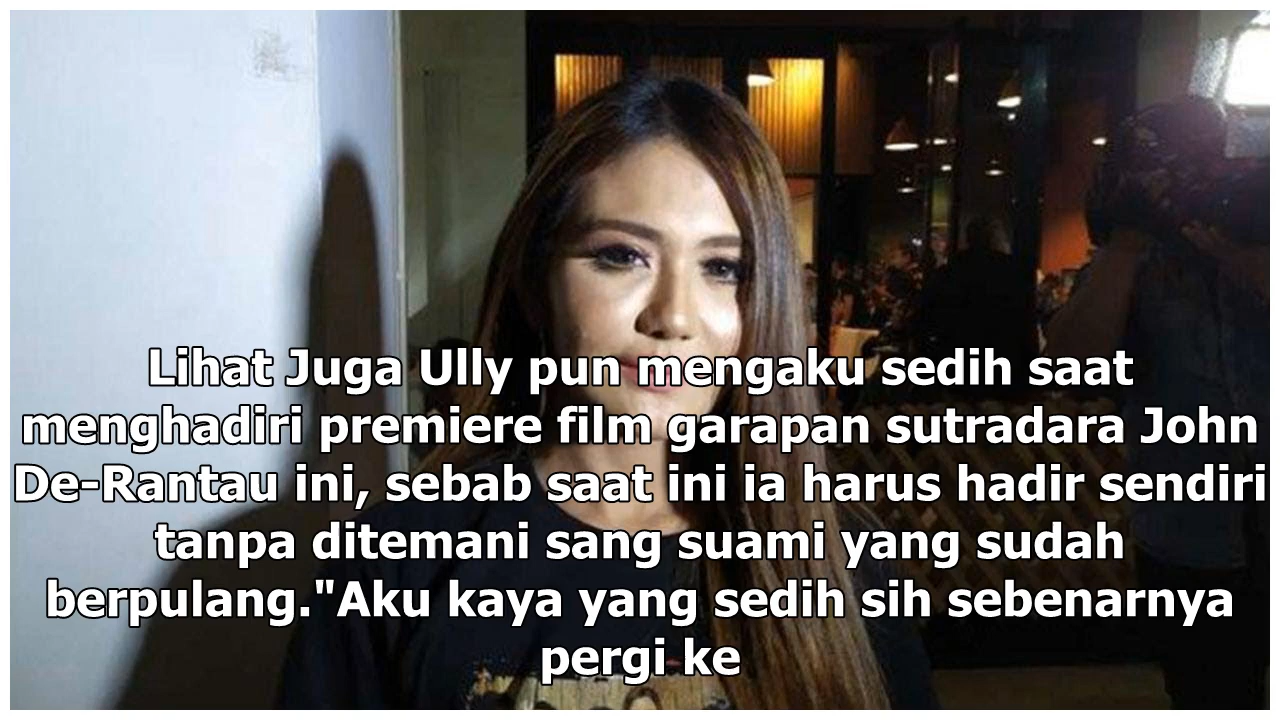 Lihat Juga Ully pun mengaku sedih saat
menghadiri premiere film garapan sutradara John
De-Rantau ini, sebab saat ini ia harus hadir sendiri
tanpa ditemani sang suami yang sudah
berpulang."Aku kaya yang sedih sih sebenarnya
pergi ke